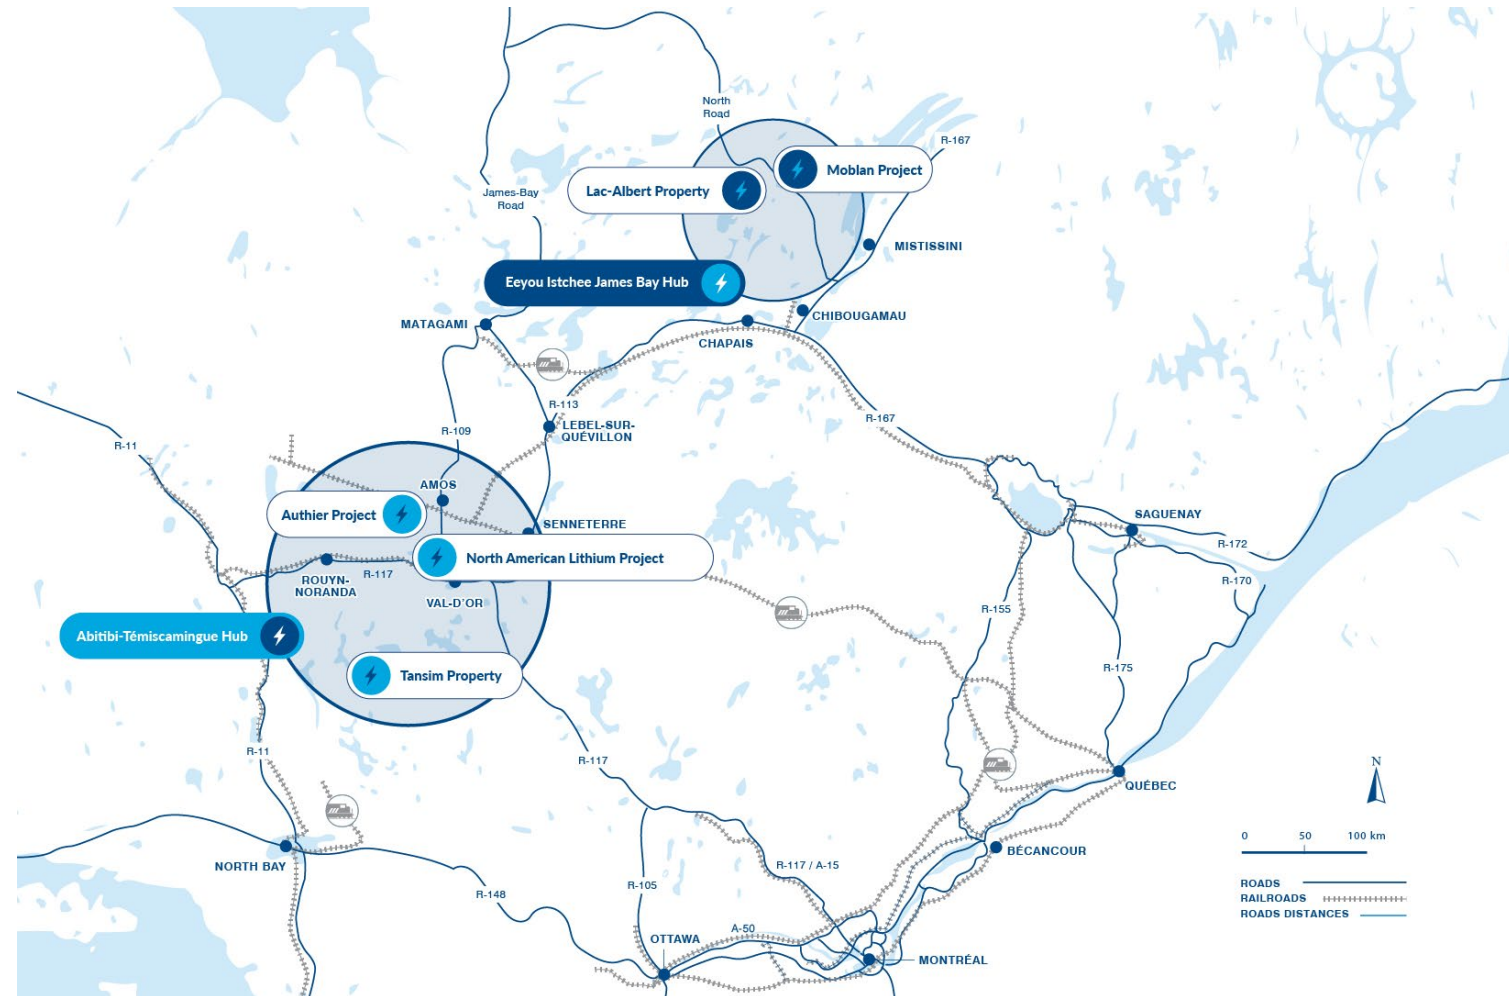 North
Road
R-167
Moblan Project
Lac-Albert Property
James-Bay
Road
MISTISSINI
Eeyou Istchee James Bay Hub
CHIBOUGAMAU
MATAGAMI
CHAPAIS
R-113
R-167
LEBEL-SUR-
QUÉVILLON
R-109
R-11
AMOS
Authier Project
SENNETERRE
SAGUENAY
R-172
North American Lithium Project
R-117
ROUYN-
NORANDA
VAL-D'OR
R-170
R-155
Abitibi-Témiscamingue Hub
R-175
Tansim Property
R-11
R-117
N
QUÉBEC
0 50 100 km
BÉCANCOUR
NORTH BAY
R-117 / A-15
R-105
R-148
ROADS
RAILROADS
ROADS DISTANCES
A-50
OTTAWA
MONTRÉAL